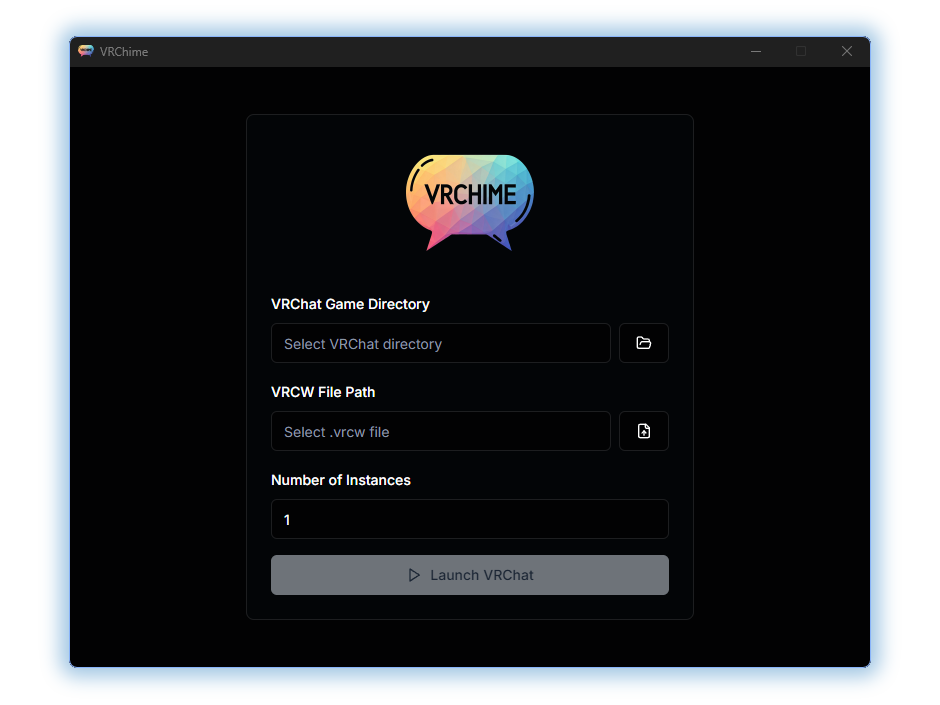 VRChime
VRCHIME
VRChat Game Directory
Select VRChat directory
VRCW File Path
Select .vrcw file
Number of Instances
1
Launch VRChat